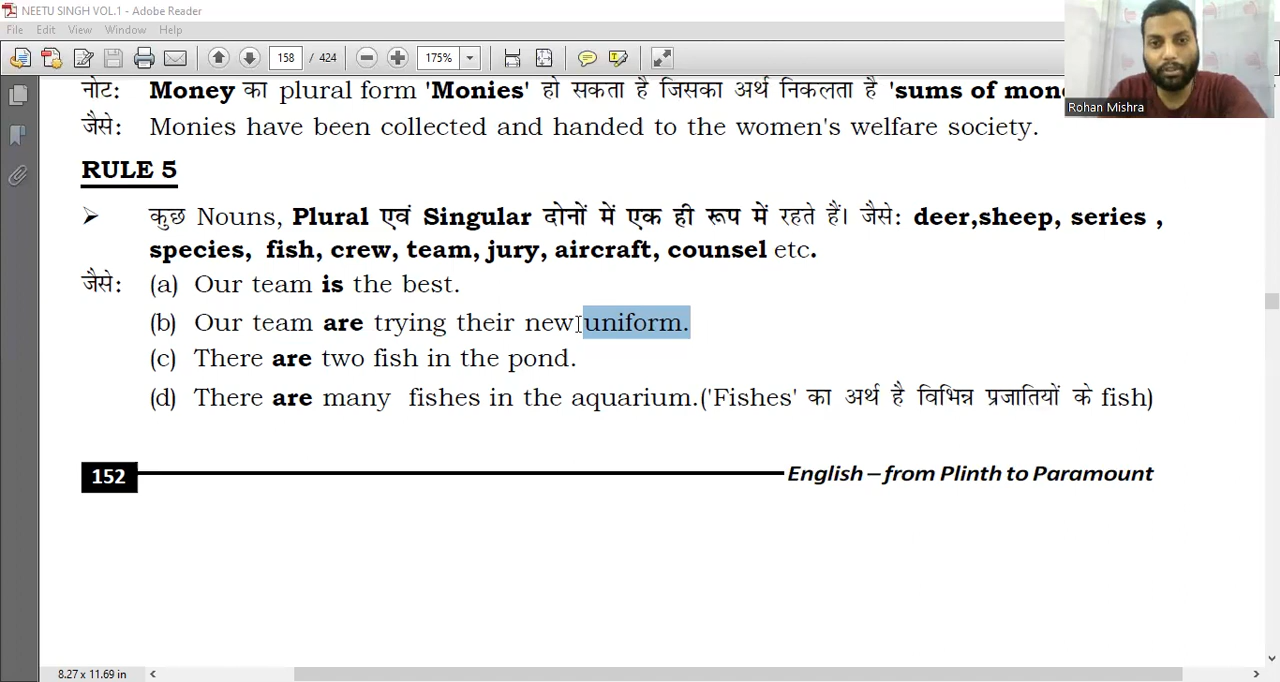 NEETU SINGH VOL.1 - Adobe Reader
File Edit View Window Help
158 / 424 175%
Rohan Mishra
नोट: Money का plural form 'Monies' हो सकता है जिसका अर्थ निकलता है 'sums of
जैसे: Monies have been collected and handed to the women's welfare society.
RULE 5
➤ कुछ Nouns, Plural एवं Singular दोनों में एक ही रूप में रहते हैं। जैसे: deer,sheep, series ,
species, fish, crew, team, jury, aircraft, counsel etc.
जैसे: (a) Our team is the best.
(b) Our team are trying their new uniform.
(c) There are two fish in the pond.
(d) There are many fishes in the aquarium.('Fishes' का अर्थ है विभिन्न प्रजातियों के fish)
152 English – from Plinth to Paramount
8.27 x 11.69 in